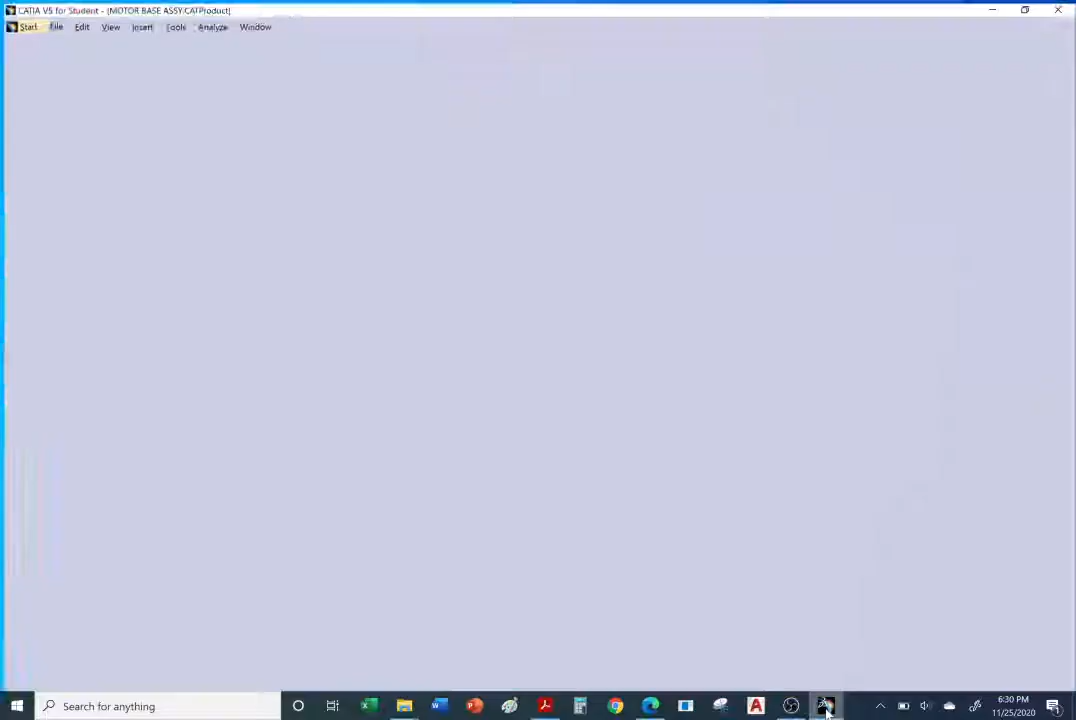 CATIA V5 for Student - [MOTOR BASE ASSY.CATProduct]
Start File Edit View Insert Tools Analyze Window
Search for anything
6:30 PM
11/25/2020